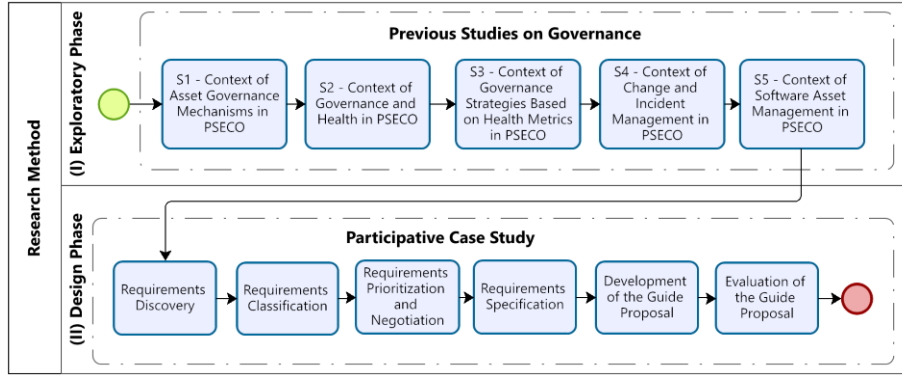 Research Method
(I) Exploratory Phase
Previous Studies on Governance
S1 - Context of
Asset Governance
Mechanisms in
PSECO
S2 - Context of
Governance and
Health in PSECO
S3 - Context of
Governance
Strategies Based
on Health Metrics
in PSECO
S4 - Context of
Change and
Incident
Management in
PSECO
S5 - Context of
Software Asset
Management in
PSECO
(II) Design Phase
Participative Case Study
Requirements
Discovery
Requirements
Classification
Requirements
Prioritization
and
Negotiation
Requirements
Specification
Development
of the Guide
Proposal
Evaluation of
the Guide
Proposal